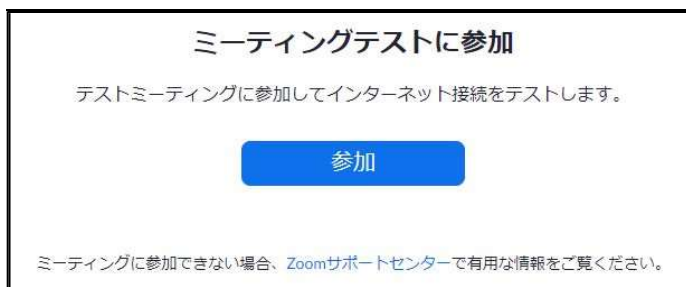 ミーティングテストに参加
テストミーティングに参加してインターネット接続をテストします。
参加
ミーティングに参加できない場合、Zoomサポートセンターで有用な情報をご覧ください。